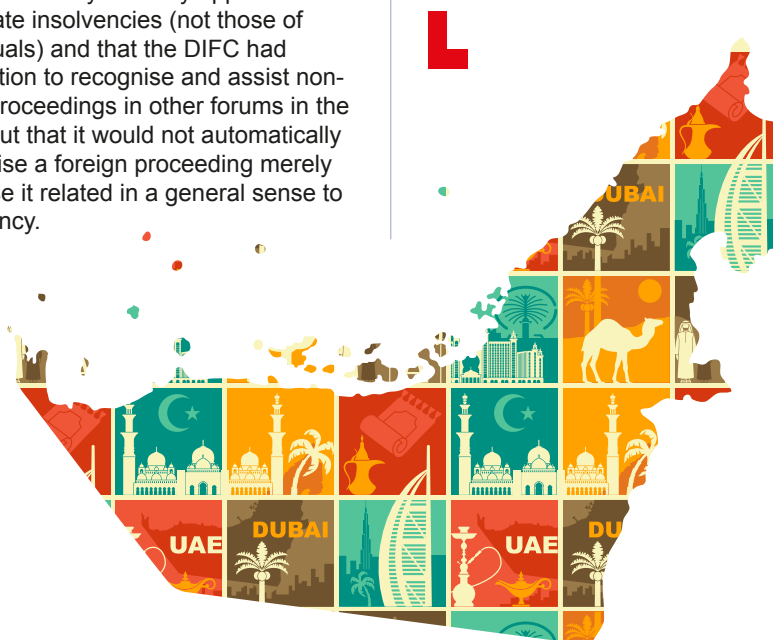 ate insolvencies (not those of
uals) and that the DIFC had
tion to recognise and assist non-
roceedings in other forums in the
ut that it would not automatically
ise a foreign proceeding merely
e it related in a general sense to
ncy.
UBAI
UAE
DUBAI
UAE
DU